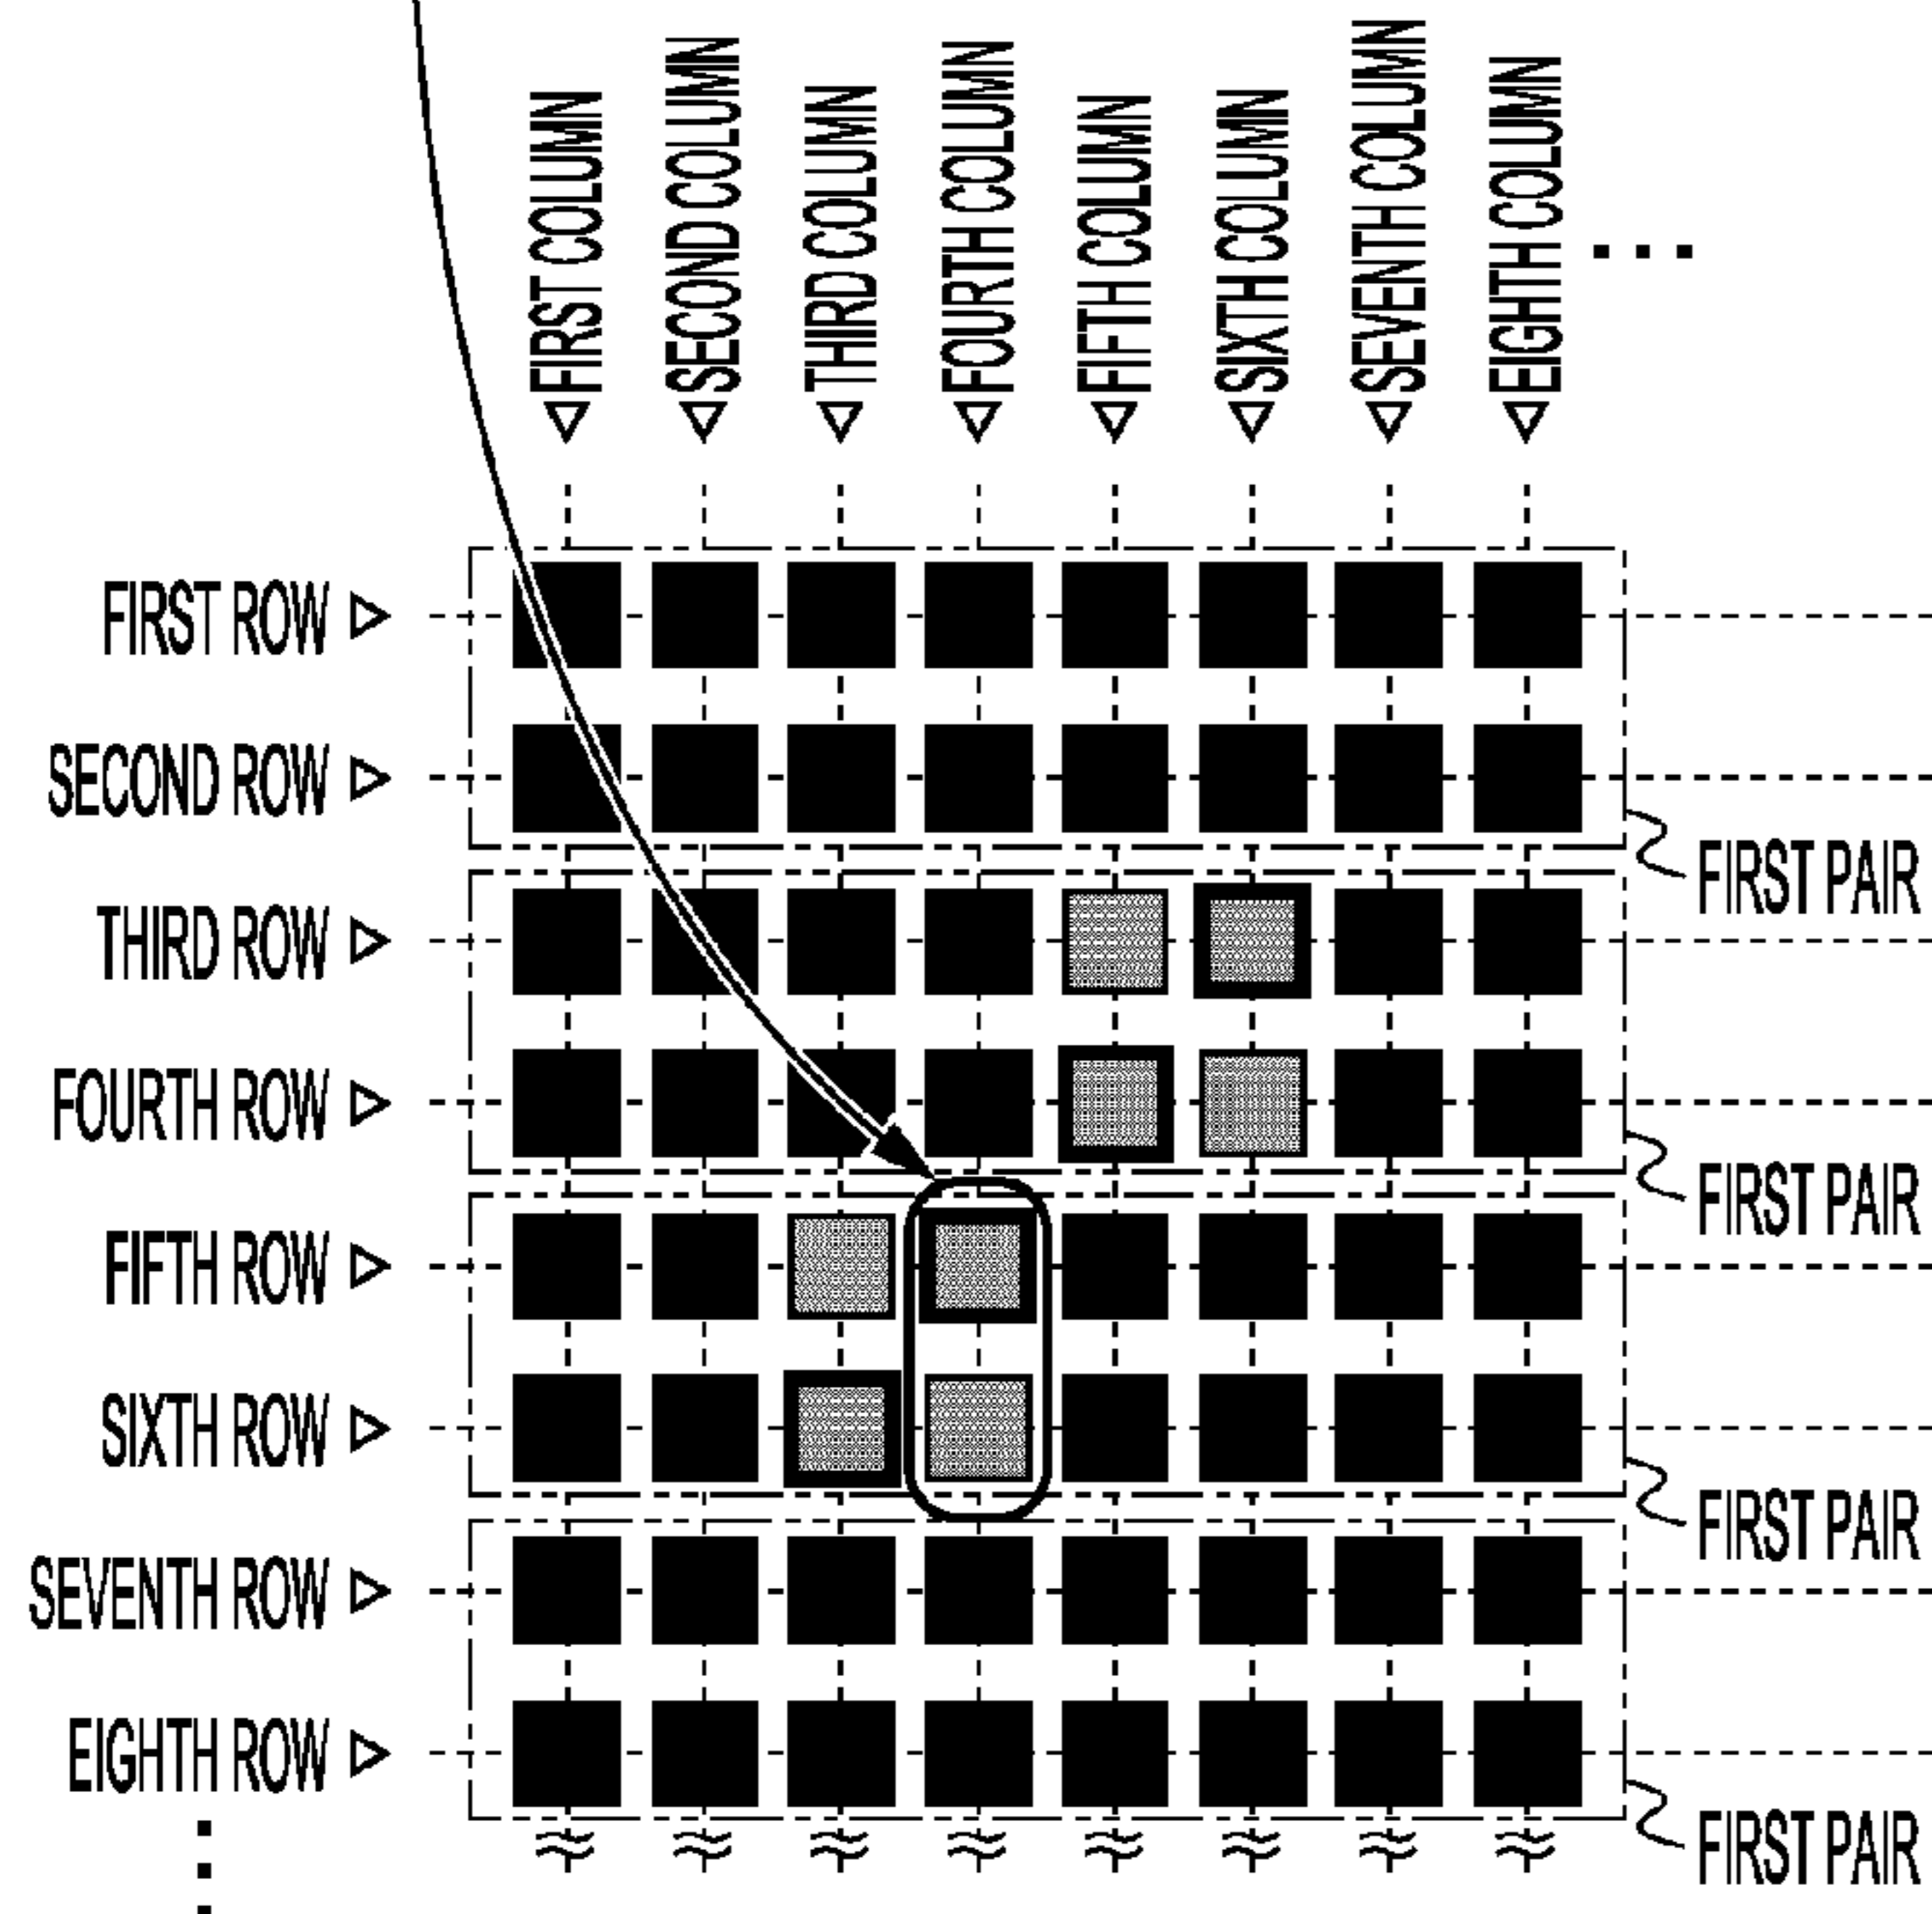 FIRST COLUMN
SECOND COLUMN
THIRD COLUMN
FOURTH COLUMN
FIFTH COLUMN
SIXTH COLUMN
SEVENTH COLUMN
EIGHTH COLUMN
...
FIRST ROW
SECOND ROW
FIRST PAIR
THIRD ROW
FOURTH ROW
FIRST PAIR
FIFTH ROW
SIXTH ROW
FIRST PAIR
SEVENTH ROW
EIGHTH ROW
FIRST PAIR